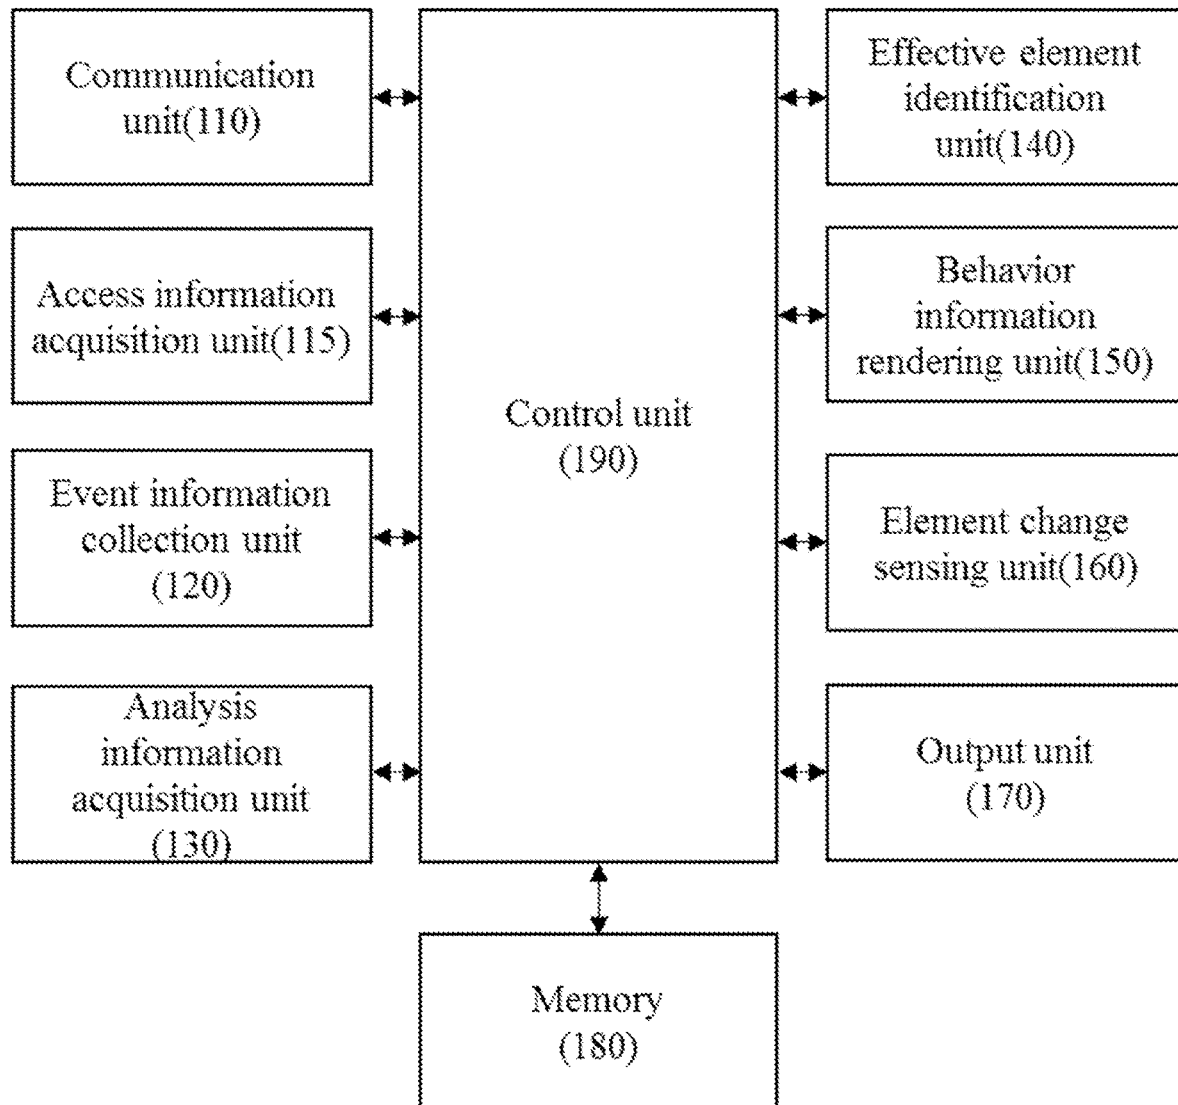 Communication
unit(110)
Access information
acquisition unit(115)
Event information
collection unit
(120)
Analysis
information
acquisition unit
(130)
Control unit
(190)
Effective element
identification
unit(140)
Behavior
information
rendering unit(150)
Element change
sensing unit(160)
Output unit
(170)
Memory
(180)